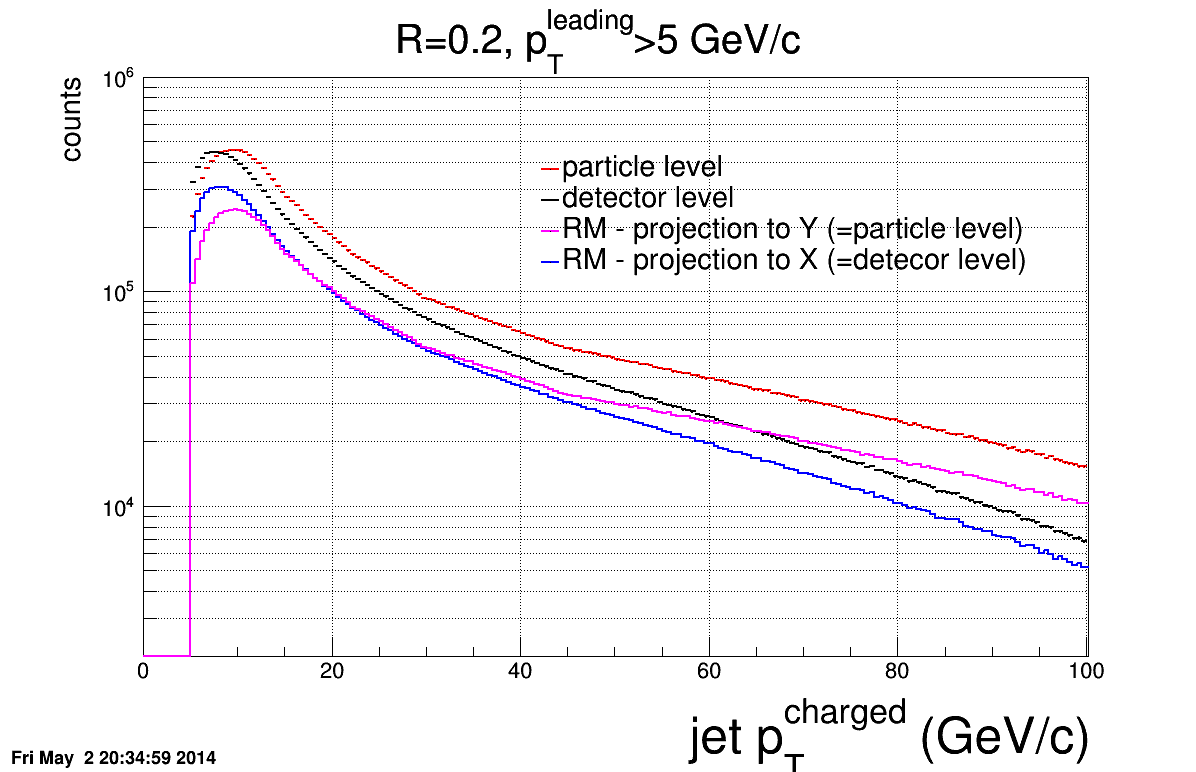 R=0.2, p_T^leading>5 GeV/c
counts
10^6
10^5
10^4
particle level
detector level
RM - projection to Y (=particle level)
RM - projection to X (=detecor level)
0 20 40 60 80 100
jet p_T^charged (GeV/c)
Fri May 2 20:34:59 2014